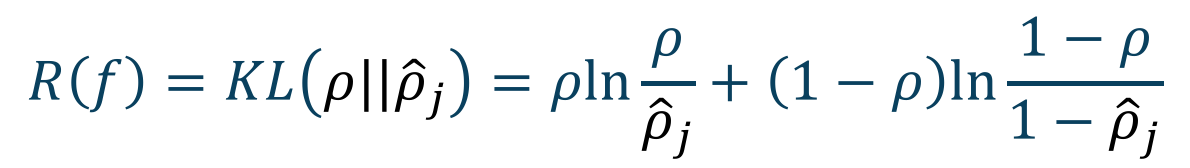 R(f) = KL(ρ||ρ̂ⱼ) = ρln ρ/ρ̂ⱼ + (1 − ρ)ln (1 − ρ)/(1 − ρ̂ⱼ)